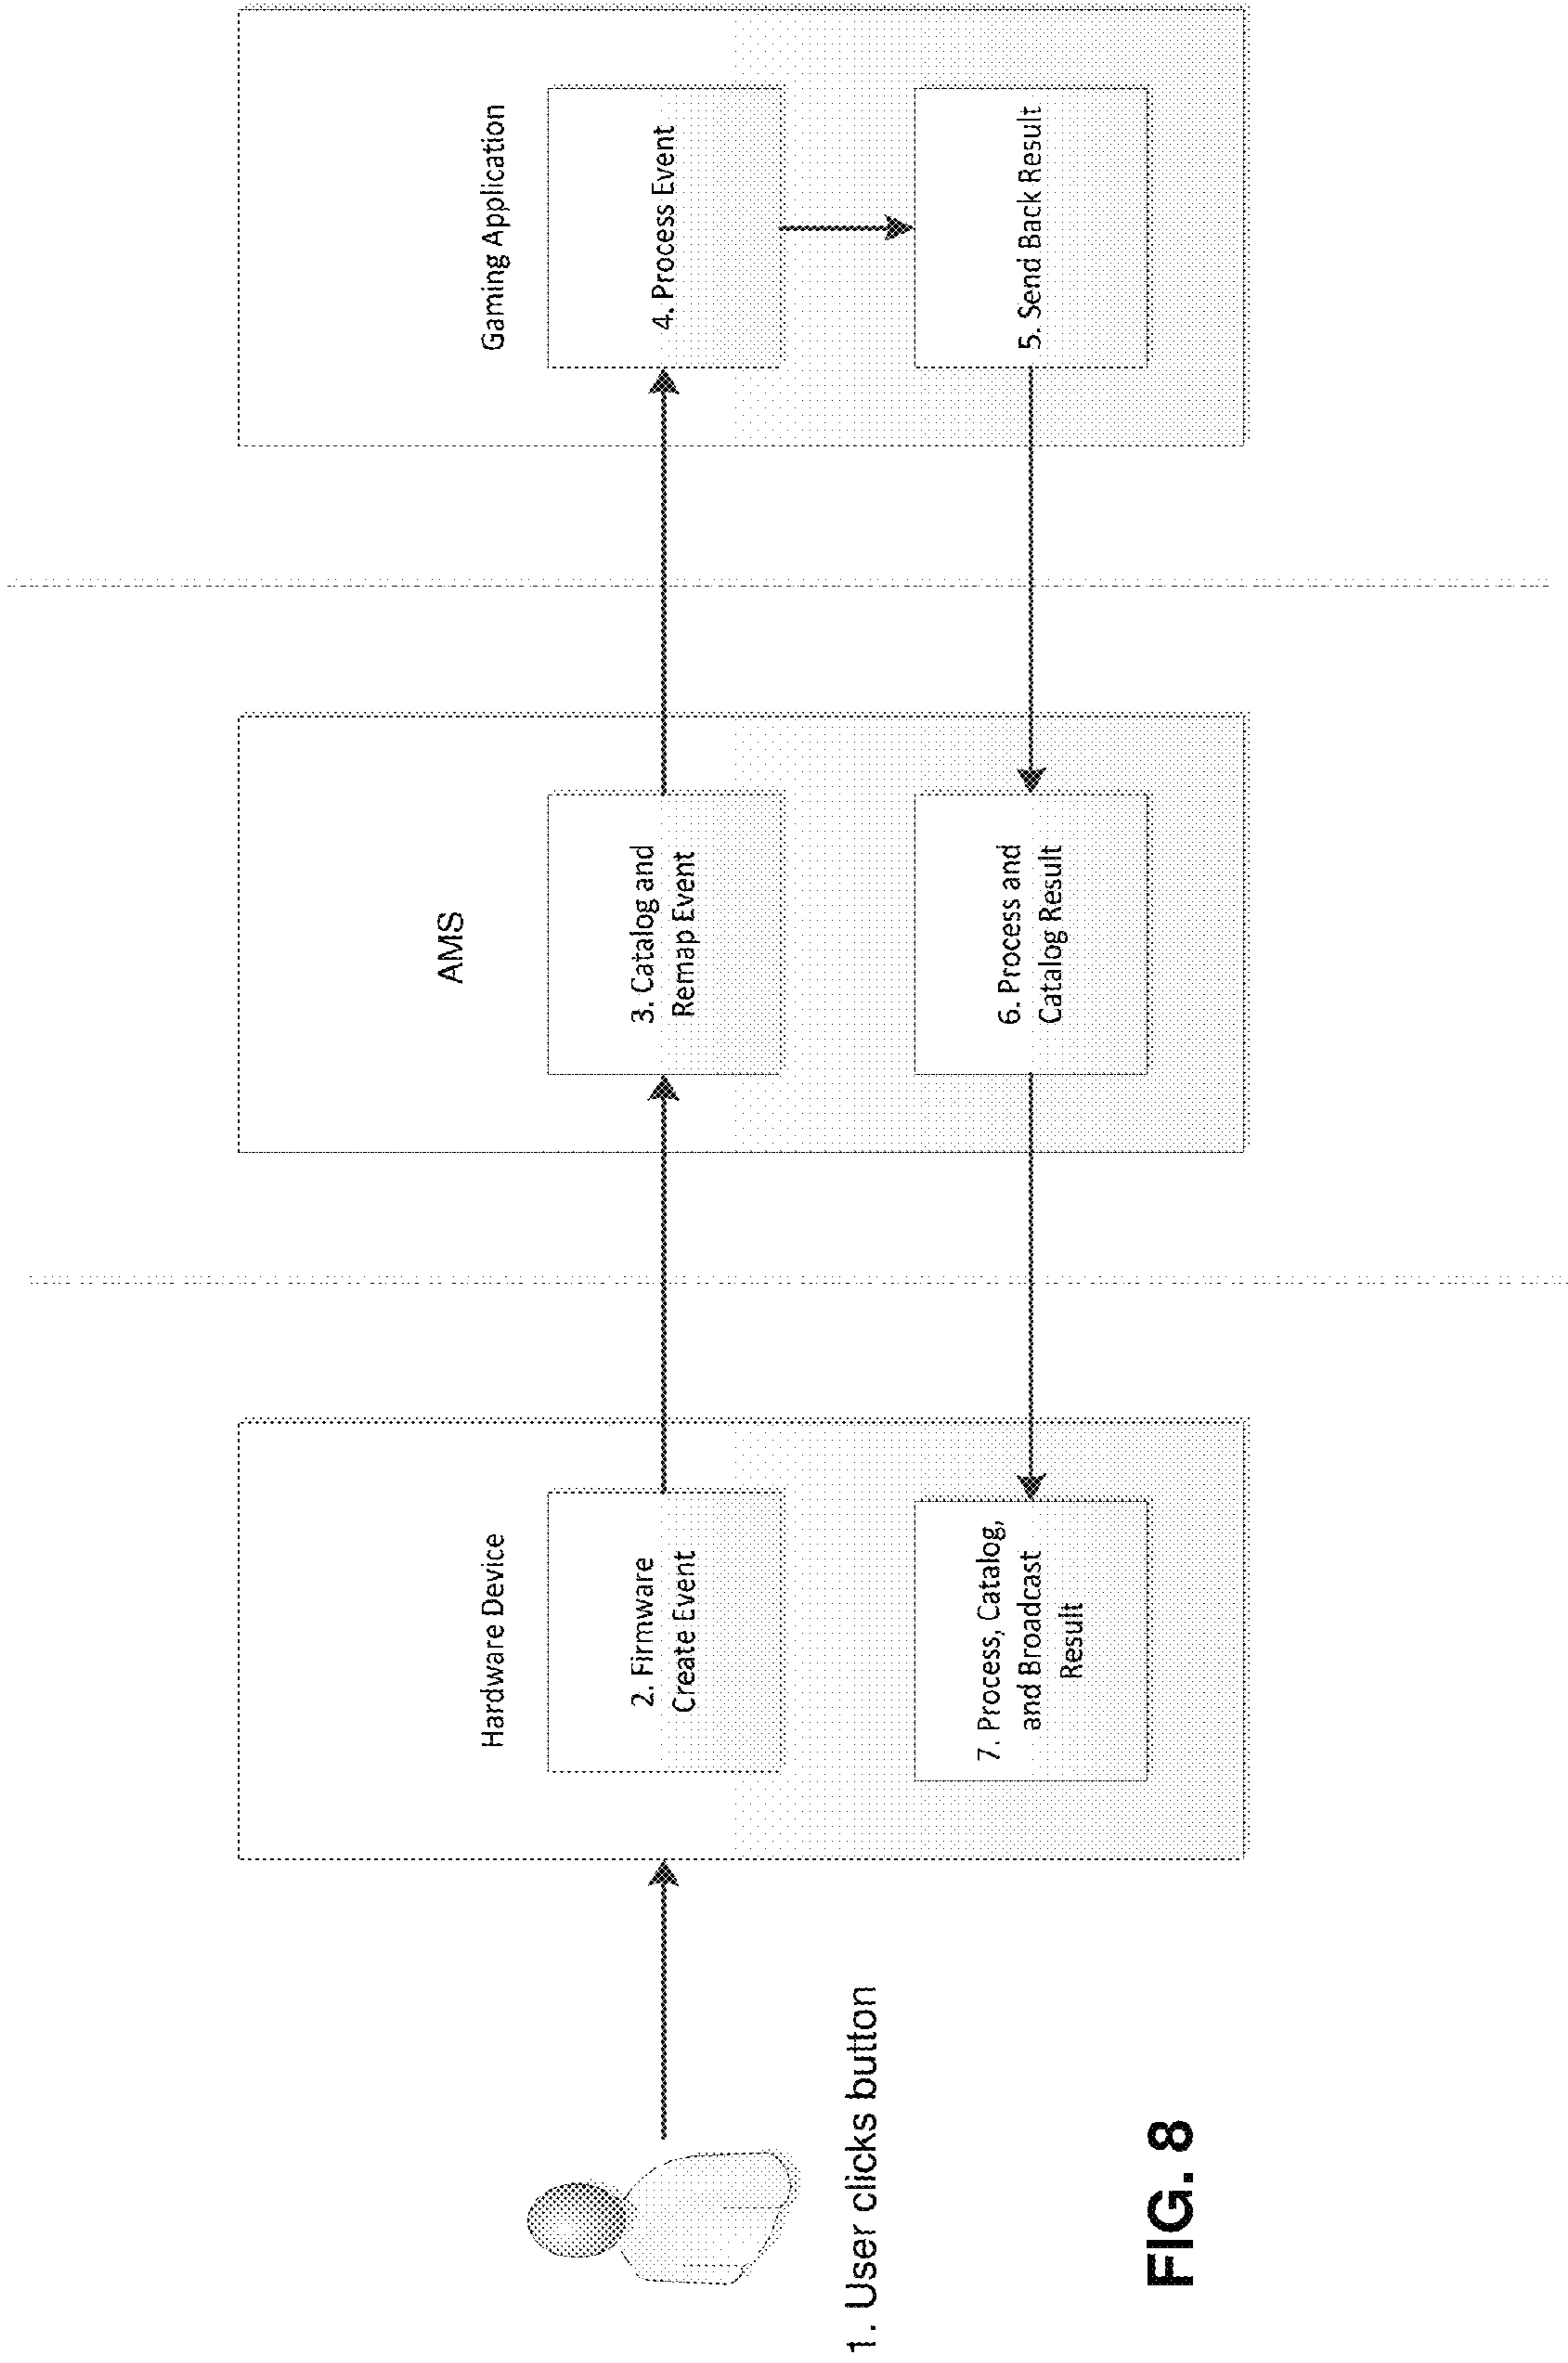 1. User clicks button
Hardware Device
2. Firmware
Create Event
AMS
3. Catalog and
Remap Event
Gaming Application
4. Process Event
5. Send Back Result
6. Process and
Catalog Result
7. Process, Catalog,
and Broadcast
Result
FIG. 8